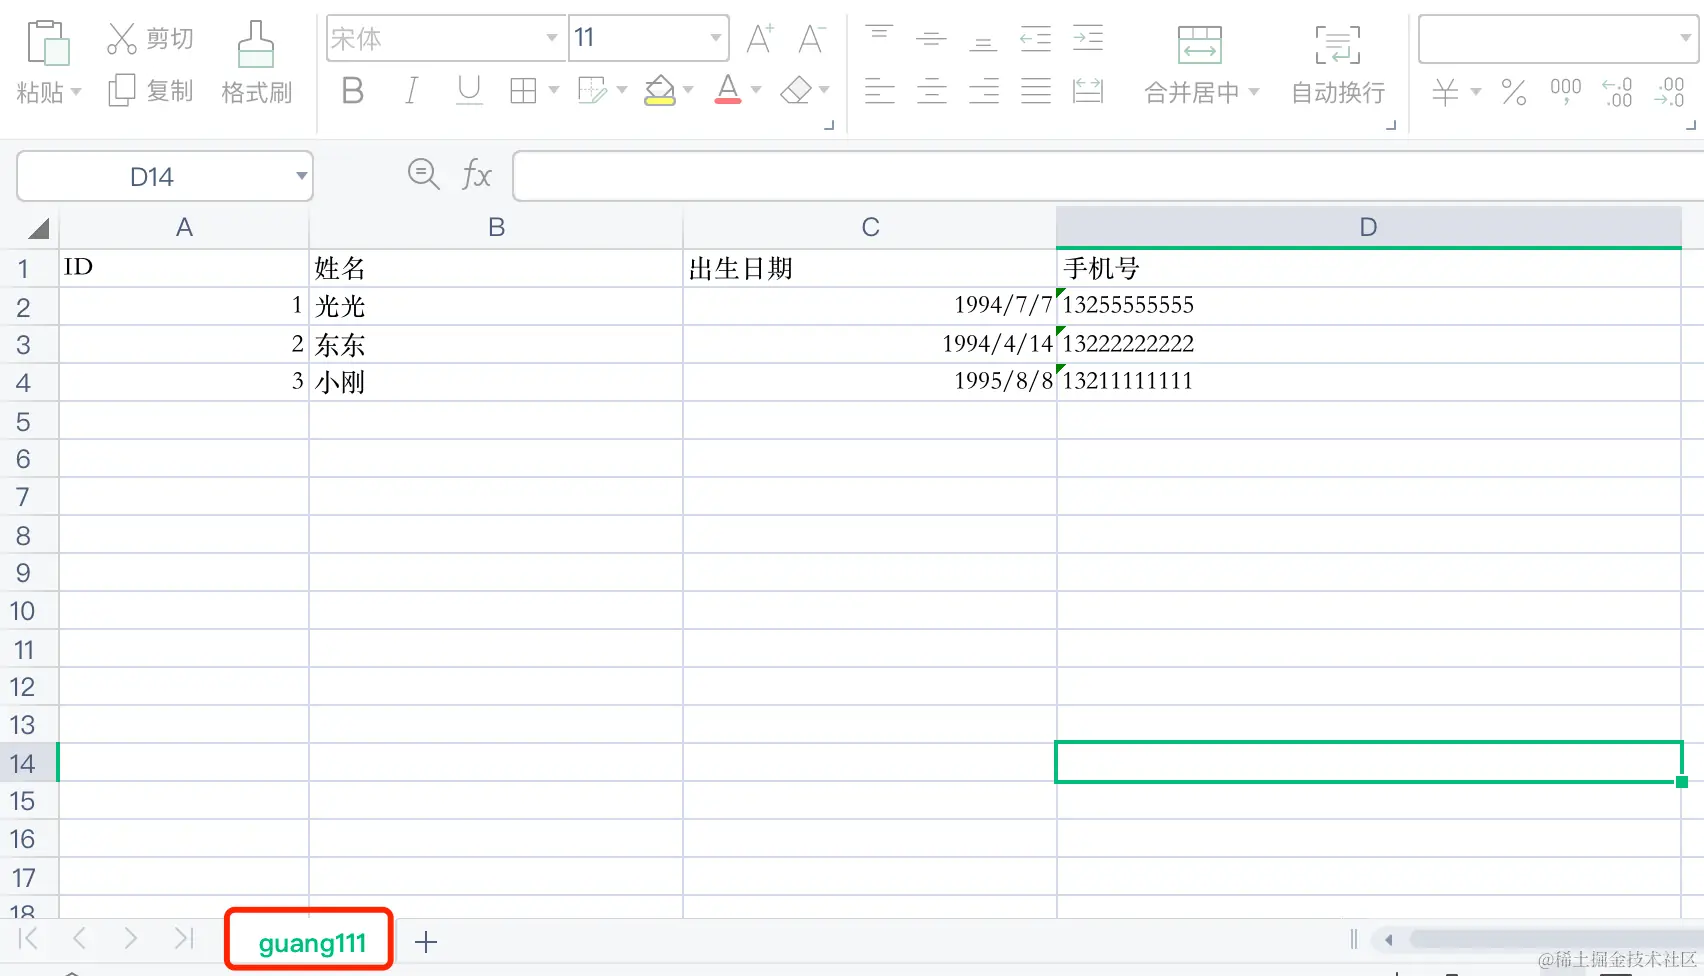 剪切 宋体 11 A+ A-
粘贴 复制 格式刷 B I U A 合并居中 自动换行 ¥ % 000, ←.0 .00 .00 →.0
D14 fx
A B C D
1 ID 姓名 出生日期 手机号
2 1 光光 1994/7/7 13255555555
3 2 东东 1994/4/14 13222222222
4 3 小刚 1995/8/8 13211111111
5
6
7
8
9
10
11
12
13
14
15
16
17
18
guang111 +
@稀土掘金技术社区